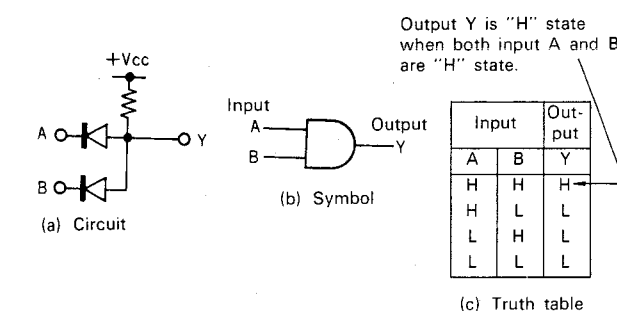 Output Y is "H" state
when both input A and B
are "H" state.
+Vcc
A
Y
B
(a) Circuit
Input
A
B
Output
Y
(b) Symbol
Input Out-
put
A B Y
H H H
H L L
L H L
L L L
(c) Truth table